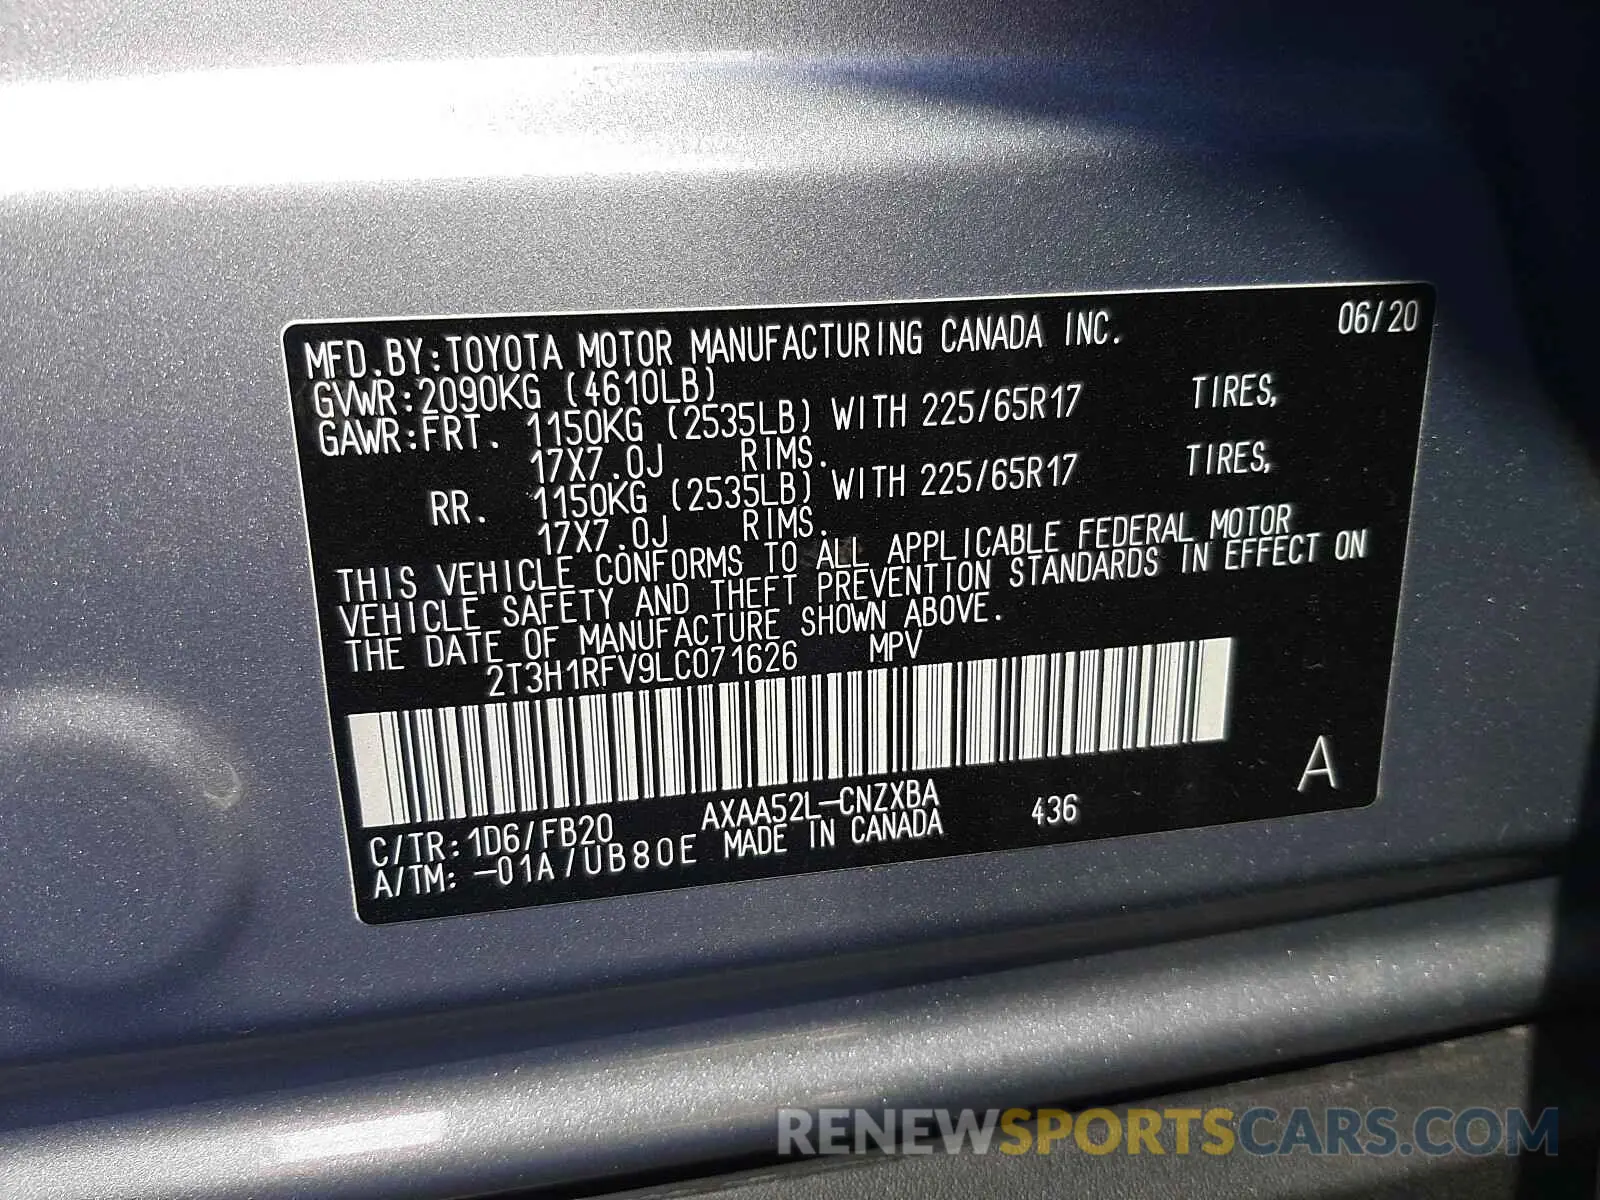 MFD.BY:TOYOTA MOTOR MANUFACTURING CANADA INC. 06/20
GVWR:2090KG (4610LB)
GAWR:FRT. 1150KG (2535LB) WITH 225/65R17 TIRES,
17X7.0J RIMS.
RR. 1150KG (2535LB) WITH 225/65R17 TIRES,
17X7.0J RIMS.
THIS VEHICLE CONFORMS TO ALL APPLICABLE FEDERAL MOTOR
VEHICLE SAFETY AND THEFT PREVENTION STANDARDS IN EFFECT ON
THE DATE OF MANUFACTURE SHOWN ABOVE.
2T3H1RFV9LC071626 MPV
A
C/TR:1D6/FB20 AXAA52L-CNZXBA 436
A/TM: -01A/UB80E MADE IN CANADA
RENEWSPORTSCARS.COM